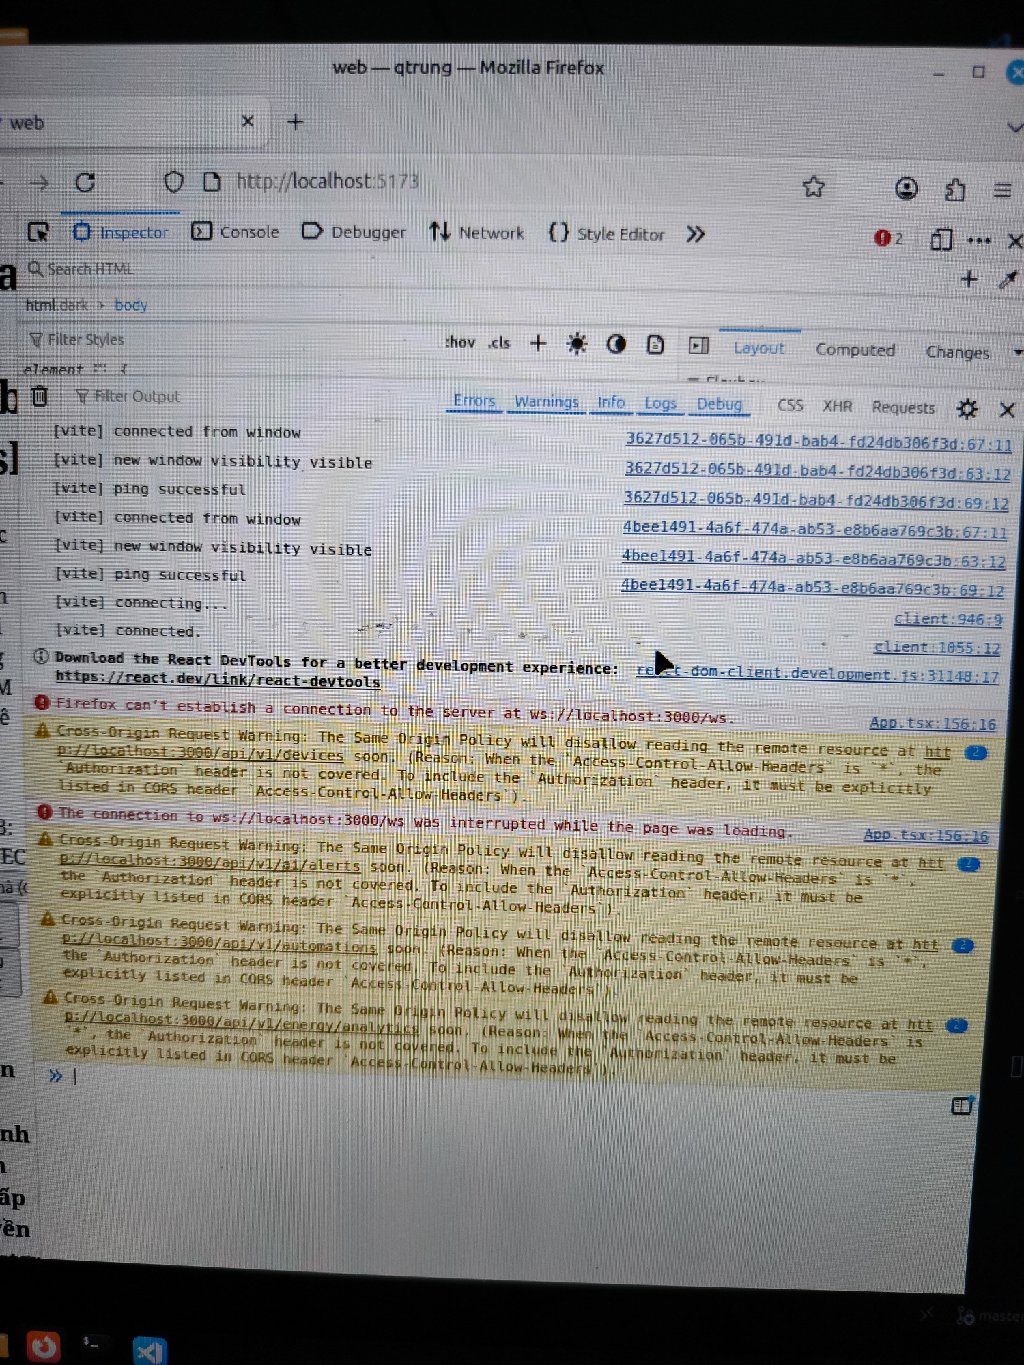 web — qtrung — Mozilla Firefox
web
http://localhost:5173
Inspector Console Debugger Network Style Editor
2
Search HTML
html.dark > body
Filter Styles :hov .cls Layout Computed Changes
element {
Filter Output Errors Warnings Info Logs Debug CSS XHR Requests
[vite] connected from window 3627d512-065b-491d-bab4-fd24db306f3d:67:11
[vite] new window visibility visible 3627d512-065b-491d-bab4-fd24db306f3d:63:12
[vite] ping successful 3627d512-065b-491d-bab4-fd24db306f3d:69:12
[vite] connected from window 4bee1491-4a6f-474a-ab53-e8b6aa769c3b:67:11
[vite] new window visibility visible 4bee1491-4a6f-474a-ab53-e8b6aa769c3b:63:12
[vite] ping successful 4bee1491-4a6f-474a-ab53-e8b6aa769c3b:69:12
[vite] connecting... client:946:9
[vite] connected. client:1055:12
Download the React DevTools for a better development experience: react-dom-client.development.js:31148:17
https://react.dev/link/react-devtools
Firefox can't establish a connection to the server at ws://localhost:3000/ws. App.tsx:156:16
Cross-Origin Request Warning: The Same Origin Policy will disallow reading the remote resource at htt 2
p://localhost:3000/api/v1/devices soon. (Reason: When the `Access-Control-Allow-Headers` is `*`, the
`Authorization` header is not covered. To include the `Authorization` header, it must be explicitly
listed in CORS header `Access-Control-Allow-Headers`).
The connection to ws://localhost:3000/ws was interrupted while the page was loading. App.tsx:156:16
Cross-Origin Request Warning: The Same Origin Policy will disallow reading the remote resource at htt 2
p://localhost:3000/api/v1/ai/alerts soon. (Reason: When the `Access-Control-Allow-Headers` is `*`,
the `Authorization` header is not covered. To include the `Authorization` header, it must be
explicitly listed in CORS header `Access-Control-Allow-Headers`).
Cross-Origin Request Warning: The Same Origin Policy will disallow reading the remote resource at htt 2
p://localhost:3000/api/v1/automations soon. (Reason: When the `Access-Control-Allow-Headers` is `*`,
the `Authorization` header is not covered. To include the `Authorization` header, it must be
explicitly listed in CORS header `Access-Control-Allow-Headers`).
Cross-Origin Request Warning: The Same Origin Policy will disallow reading the remote resource at htt 2
p://localhost:3000/api/v1/energy/analytics soon. (Reason: When the `Access-Control-Allow-Headers` is
`*`, the `Authorization` header is not covered. To include the `Authorization` header, it must be
explicitly listed in CORS header `Access-Control-Allow-Headers`).
master